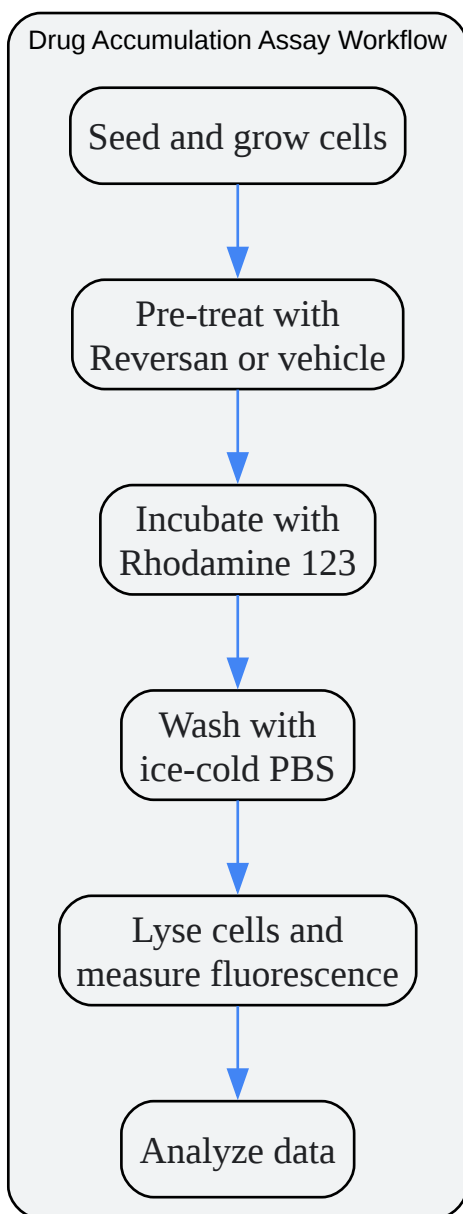 Drug Accumulation Assay Workflow
Seed and grow cells
Pre-treat with
Reversan or vehicle
Incubate with
Rhodamine 123
Wash with
ice-cold PBS
Lyse cells and
measure fluorescence
Analyze data